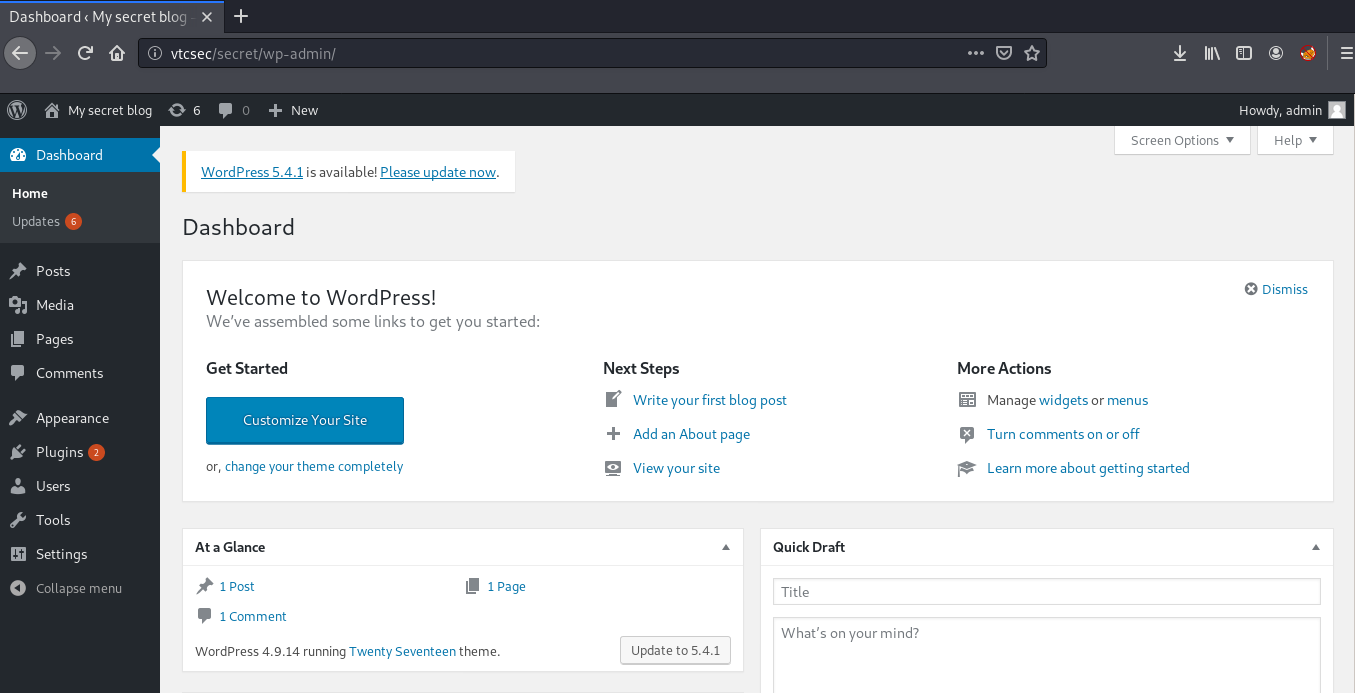 Dashboard ‹ My secret blog -
vtcsec/secret/wp-admin/
My secret blog 6 0 New Howdy, admin
Screen Options Help
Dashboard
Home
Updates 6
Posts
Media
Pages
Comments
Appearance
Plugins 2
Users
Tools
Settings
Collapse menu
WordPress 5.4.1 is available! Please update now.
Dashboard
Welcome to WordPress!
We've assembled some links to get you started:
Dismiss
Get Started
Customize Your Site
or, change your theme completely
Next Steps
Write your first blog post
Add an About page
View your site
More Actions
Manage widgets or menus
Turn comments on or off
Learn more about getting started
At a Glance
1 Post 1 Page
1 Comment
WordPress 4.9.14 running Twenty Seventeen theme. Update to 5.4.1
Quick Draft
Title
What's on your mind?